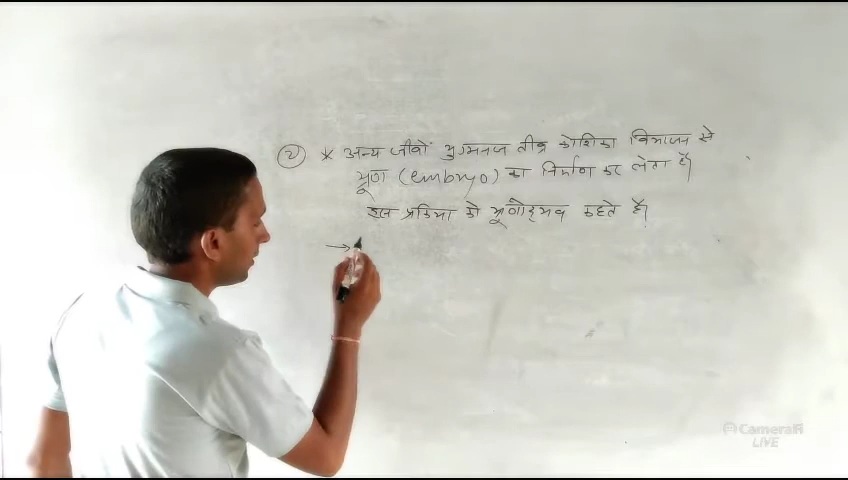 ② * अन्य जीवों युग्मनज तीव्र कोशिका विभाजन से
भ्रूण (embryo) का निर्माण कर लेता है।
इस प्रक्रिया को भ्रूणोद्भव कहते हैं।
→
CameraFi
LIVE